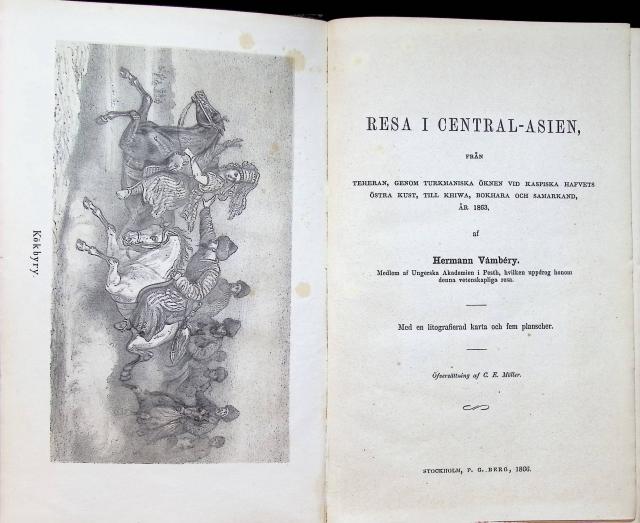 Kökbyry.
RESA I CENTRAL-ASIEN,
FRÅN
TEHERAN, GENOM TURKMANISKA ÖKNEN VID KASPISKA HAFVETS
ÖSTRA KUST, TILL KHIWA, BOKHARA OCH SAMARKAND,
ÅR 1863,
af
Hermann Vámbéry.
Medlem af Ungerska Akademien i Pesth, hvilken uppdrog honom
denna vetenskapliga resa.
Med en litografierad karta och fem planscher.
Öfversättning af C. E. Möller.
STOCKHOLM, P. G. BERG, 1866.